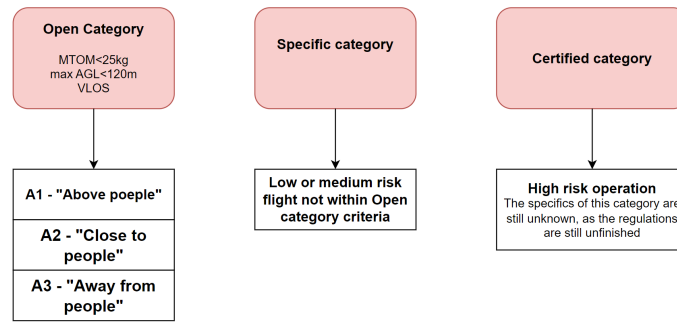 Open Category
MTOM<25kg
max AGL<120m
VLOS
A1 - "Above poeple"
A2 - "Close to
people"
A3 - "Away from
people"
Specific category
Low or medium risk
flight not within Open
category criteria
Certified category
High risk operation
The specifics of this category are
still unknown, as the regulations
are still unfinished